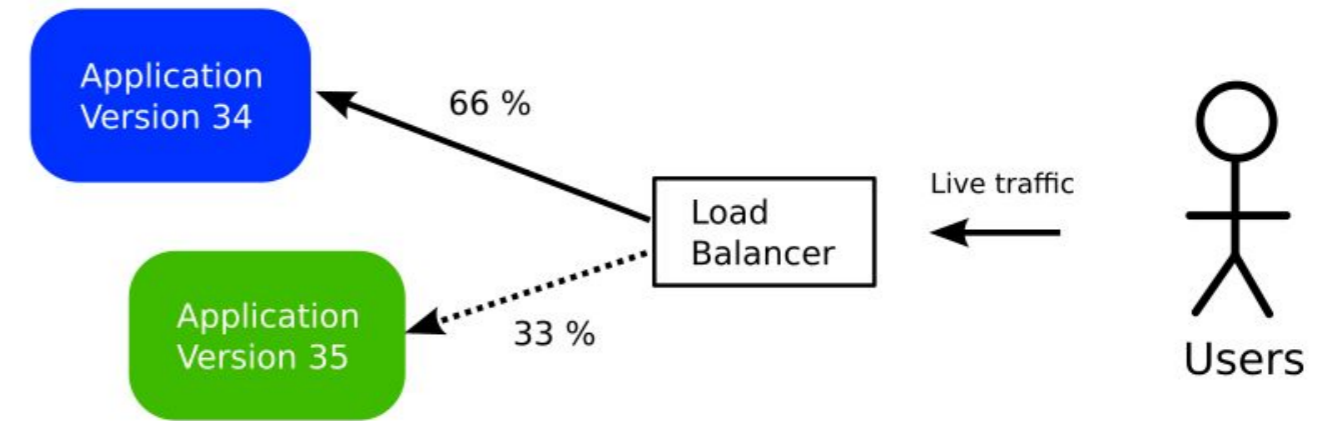 Application
Version 34
66 %
Live traffic
Load
Balancer
Application
Version 35
33 %
Users